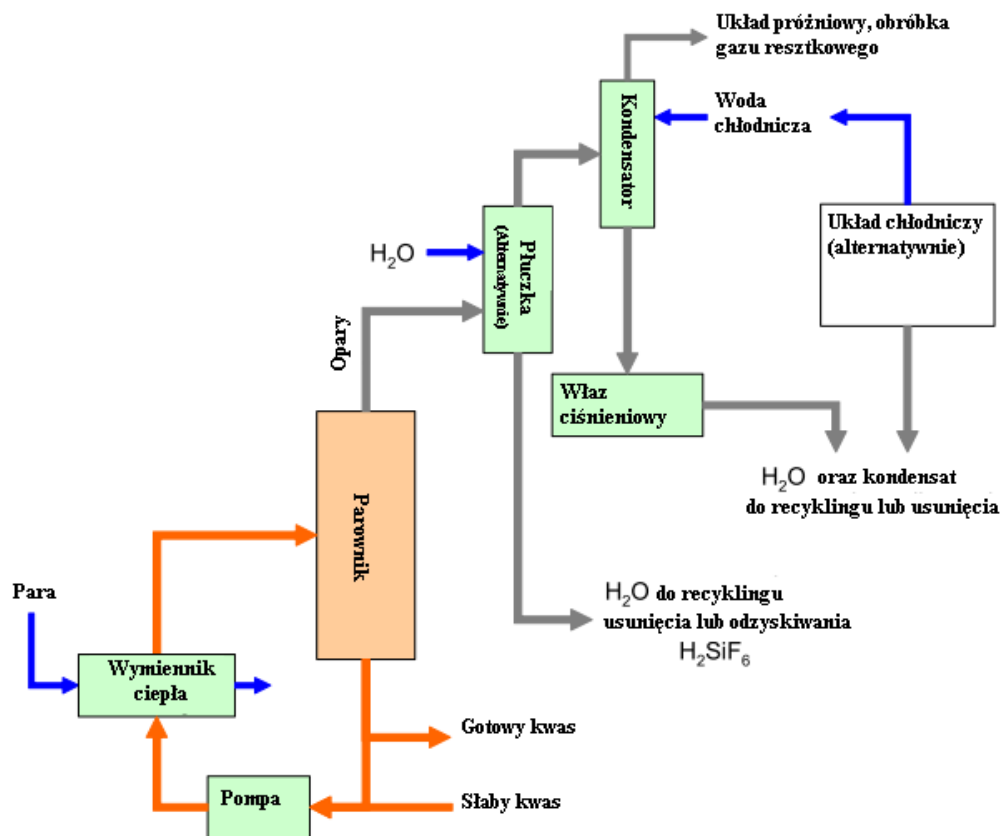 Układ próżniowy, obróbka
gazu resztkowego
Kondensator
Woda
chłodnicza
Układ chłodniczy
(alternatywnie)
H₂O
Płuczka
(Alternatywnie)
Opary
Właz
ciśnieniowy
H₂O oraz kondensat
do recyklingu lub usunięcia
Parownik
Para
H₂O do recyklingu
usunięcia lub odzyskiwania
H₂SiF₆
Wymiennik
ciepła
Gotowy kwas
Pompa
Słaby kwas